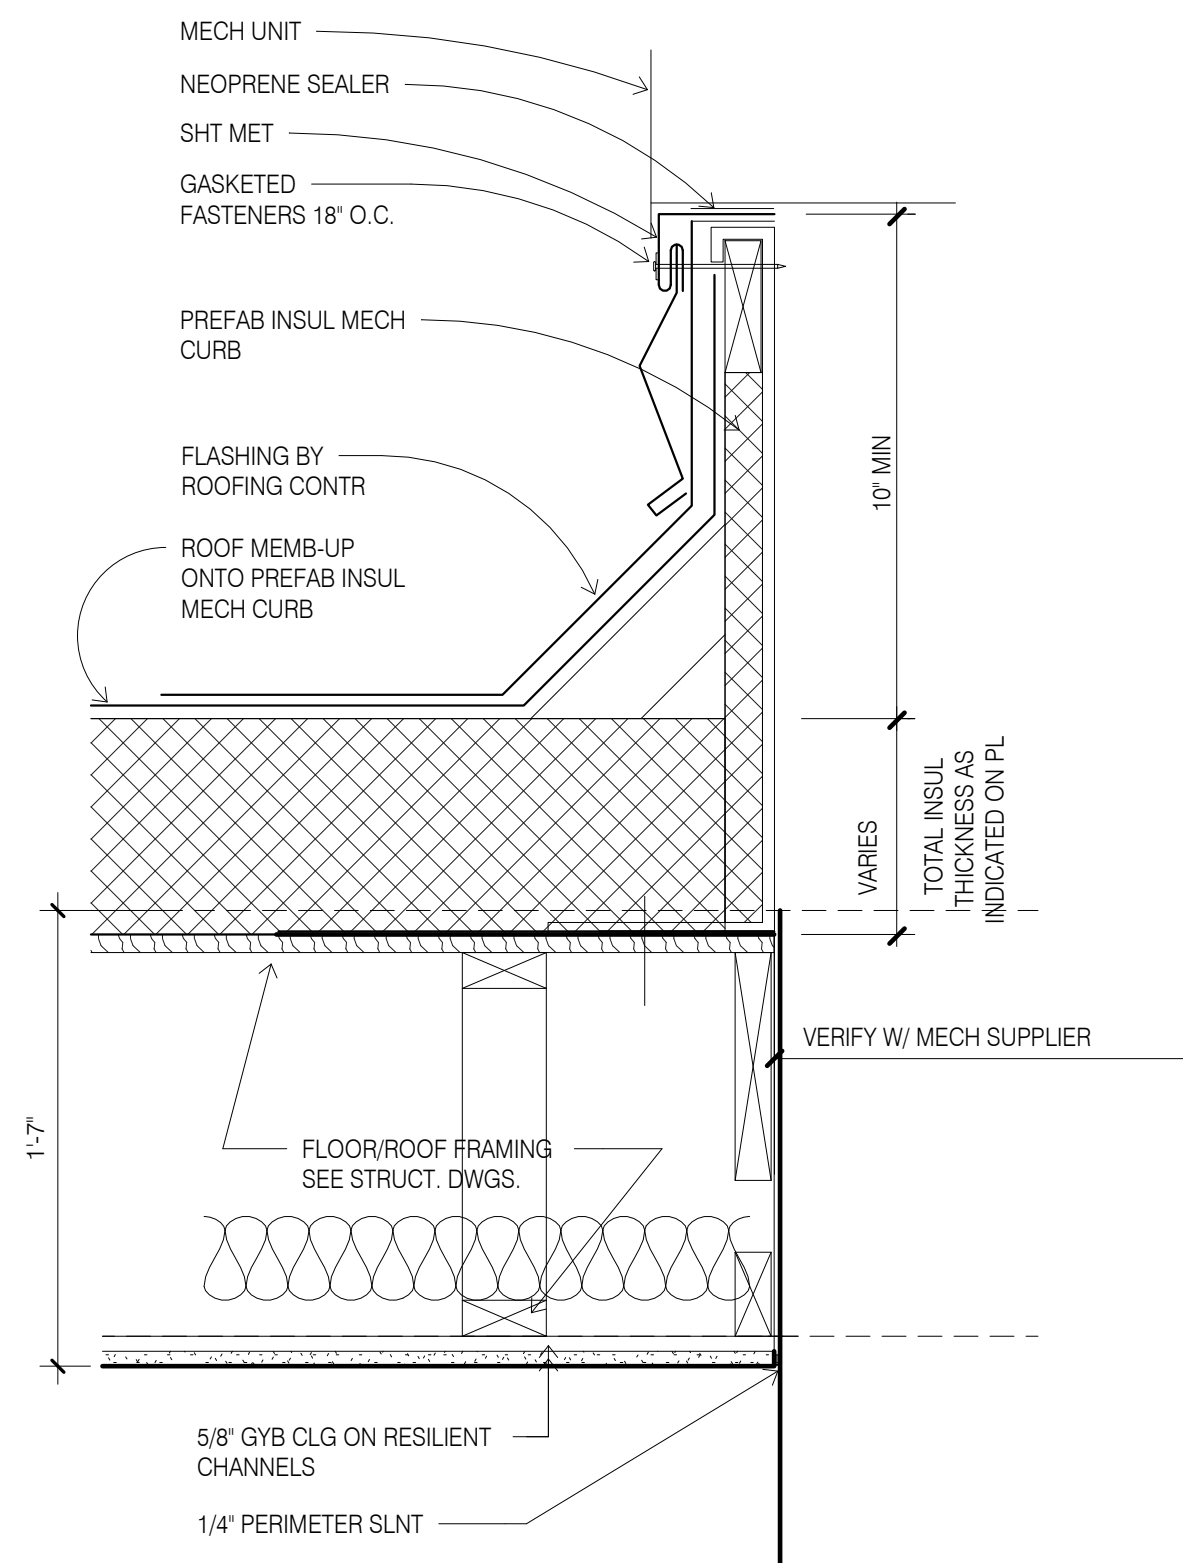 MECH UNIT
NEOPRENE SEALER
SHT MET
GASKETED
FASTENERS 18" O.C.
PREFAB INSUL MECH
CURB
FLASHING BY
ROOFING CONTR
ROOF MEMB-UP
ONTO PREFAB INSUL
MECH CURB
10" MIN
VARIES
TOTAL INSUL
THICKNESS AS
INDICATED ON PL
VERIFY W/ MECH SUPPLIER
1'-7"
FLOOR/ROOF FRAMING
SEE STRUCT. DWGS.
5/8" GYB CLG ON RESILIENT
CHANNELS
1/4" PERIMETER SLNT